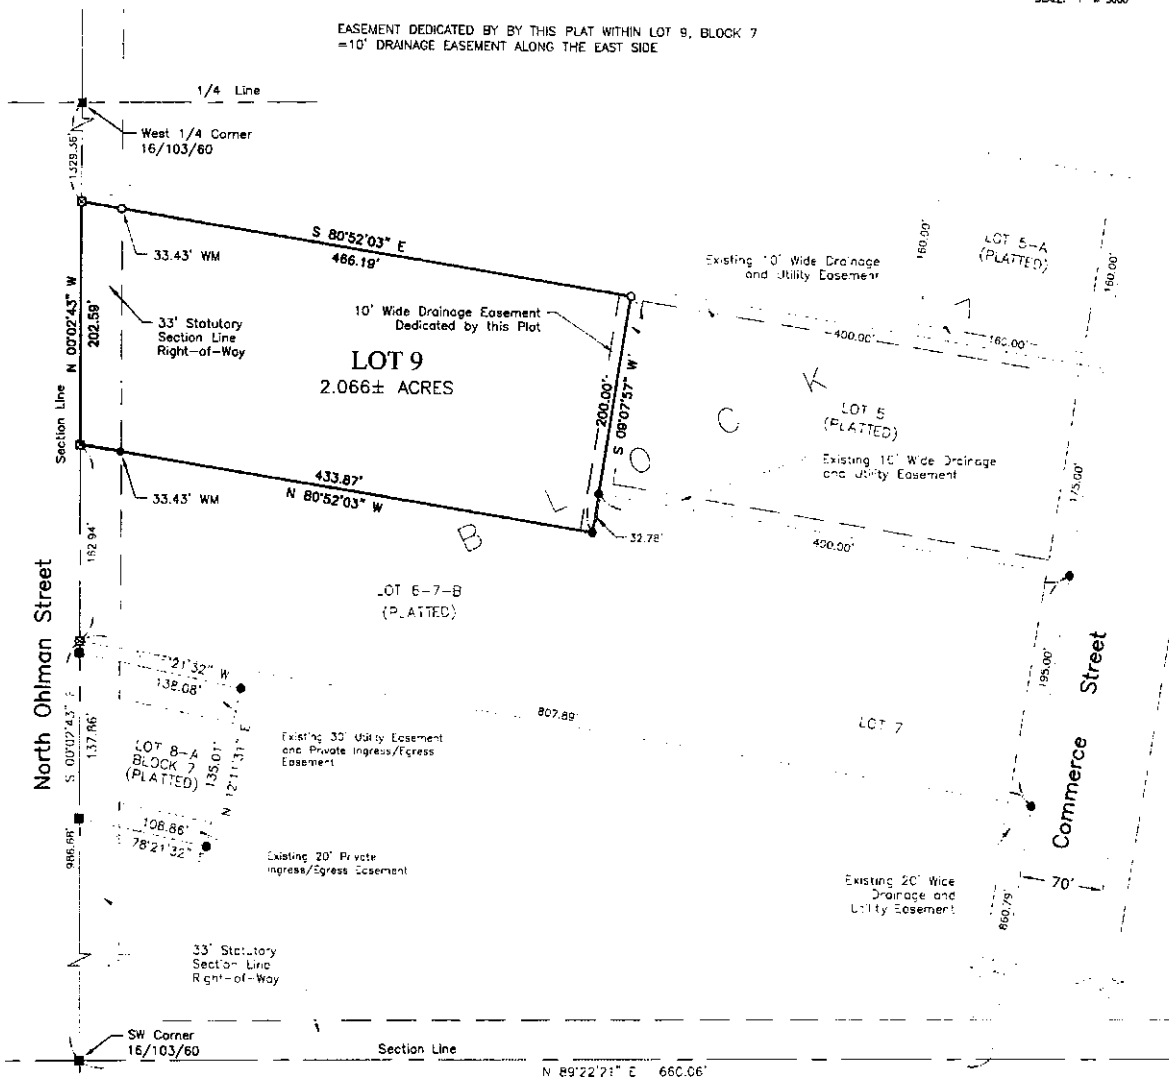 EASEMENT DEDICATED BY BY THIS PLAT WITHIN LOT 9, BLOCK 7
=10' DRAINAGE EASEMENT ALONG THE EAST SIDE
1/4 Line
West 1/4 Corner
16/103/60
1329.36'
S 80°52'03" E
466.19'
33.43' WM
N 00°02'43" W
202.59'
33' Statutory
Section Line
Right-of-Way
10' Wide Drainage Easement
Dedicated by this Plat
LOT 9
2.066± ACRES
200.00'
S 09°07'57" W
Section Line
433.87'
N 80°52'03" W
33.43' WM
32.78'
Existing 10' Wide Drainage
and Utility Easement
160.00'
LOT 5-A
(PLATTED)
160.00'
400.00'
160.00'
LOT 5
(PLATTED)
Existing 10' Wide Drainage
and Utility Easement
175.00'
400.00'
B L O C K 7
162.94'
LOT 6-7-B
(PLATTED)
North Ohlman Street
21'32" W
138.08'
S 00°02'43"
137.86'
LOT 8-A
BLOCK 7
(PLATTED)
135.01'
N 12°11'31" E
Existing 30' Utility Easement
and Private Ingress/Egress
Easement
807.89'
LOT 7
195.00'
Commerce Street
108.86'
78°21'32" E
986.68'
Existing 20' Private
Ingress/Egress Easement
Existing 20' Wide
Drainage and
Utility Easement
70'
860.79'
33' Statutory
Section Line
Right-of-Way
SW Corner
16/103/60
Section Line
N 89°22'21" E 660.06'